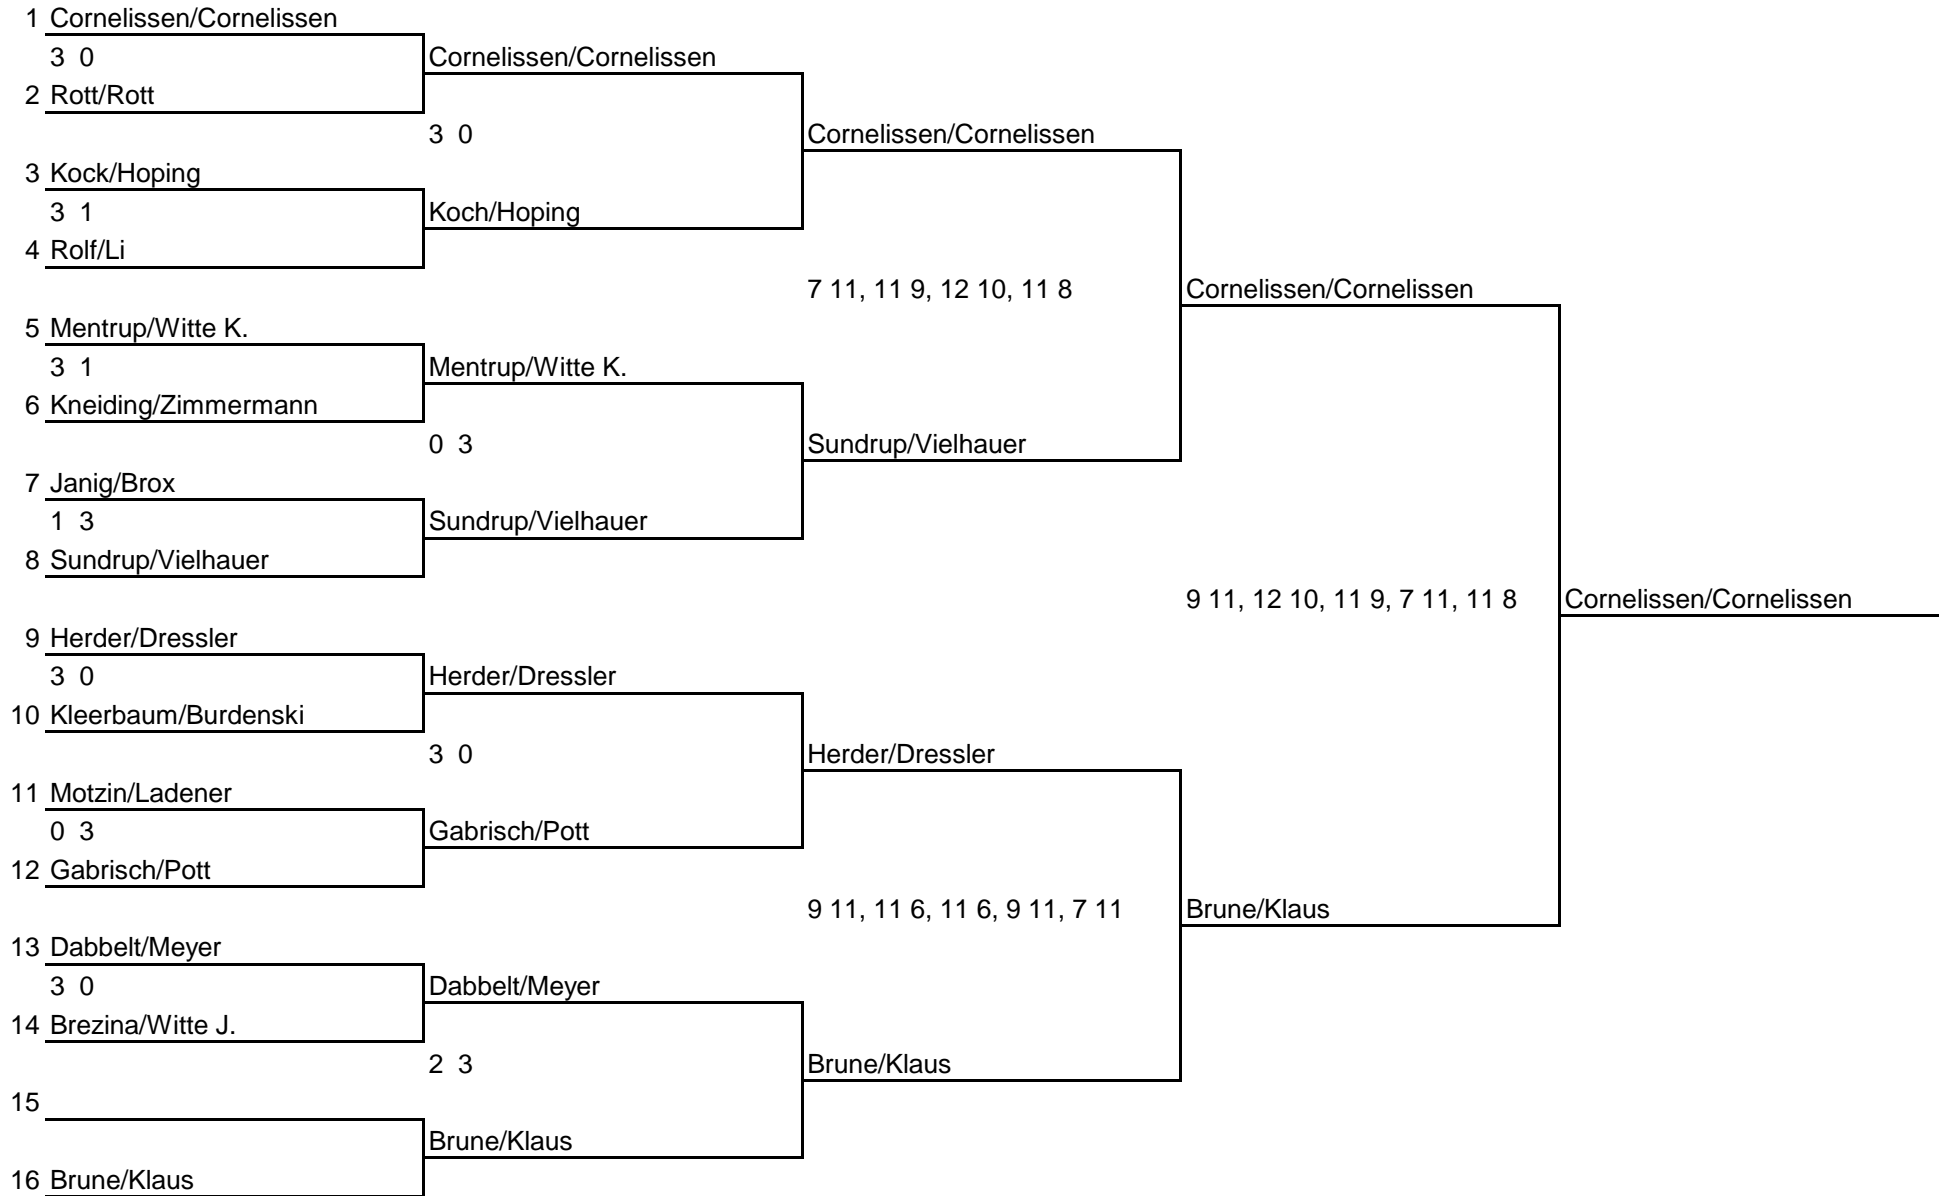 1 Cornelissen/Cornelissen
3 0
Cornelissen/Cornelissen
2 Rott/Rott
3 0
Cornelissen/Cornelissen
3 Kock/Hoping
3 1
Koch/Hoping
4 Rolf/Li
7 11, 11 9, 12 10, 11 8
Cornelissen/Cornelissen
5 Mentrup/Witte K.
3 1
Mentrup/Witte K.
6 Kneiding/Zimmermann
0 3
Sundrup/Vielhauer
7 Janig/Brox
1 3
Sundrup/Vielhauer
8 Sundrup/Vielhauer
9 11, 12 10, 11 9, 7 11, 11 8
Cornelissen/Cornelissen
9 Herder/Dressler
3 0
Herder/Dressler
10 Kleerbaum/Burdenski
3 0
Herder/Dressler
11 Motzin/Ladener
0 3
Gabrisch/Pott
12 Gabrisch/Pott
9 11, 11 6, 11 6, 9 11, 7 11
Brune/Klaus
13 Dabbelt/Meyer
3 0
Dabbelt/Meyer
14 Brezina/Witte J.
2 3
Brune/Klaus
15
Brune/Klaus
16 Brune/Klaus